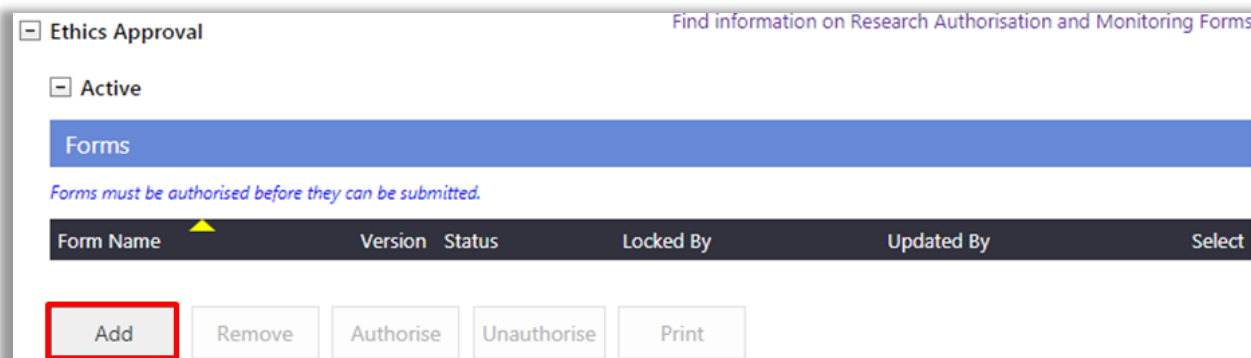 Find information on Research Authorisation and Monitoring Forms
Ethics Approval
Active
Forms
Forms must be authorised before they can be submitted.
Form Name Version Status Locked By Updated By Select
Add Remove Authorise Unauthorise Print